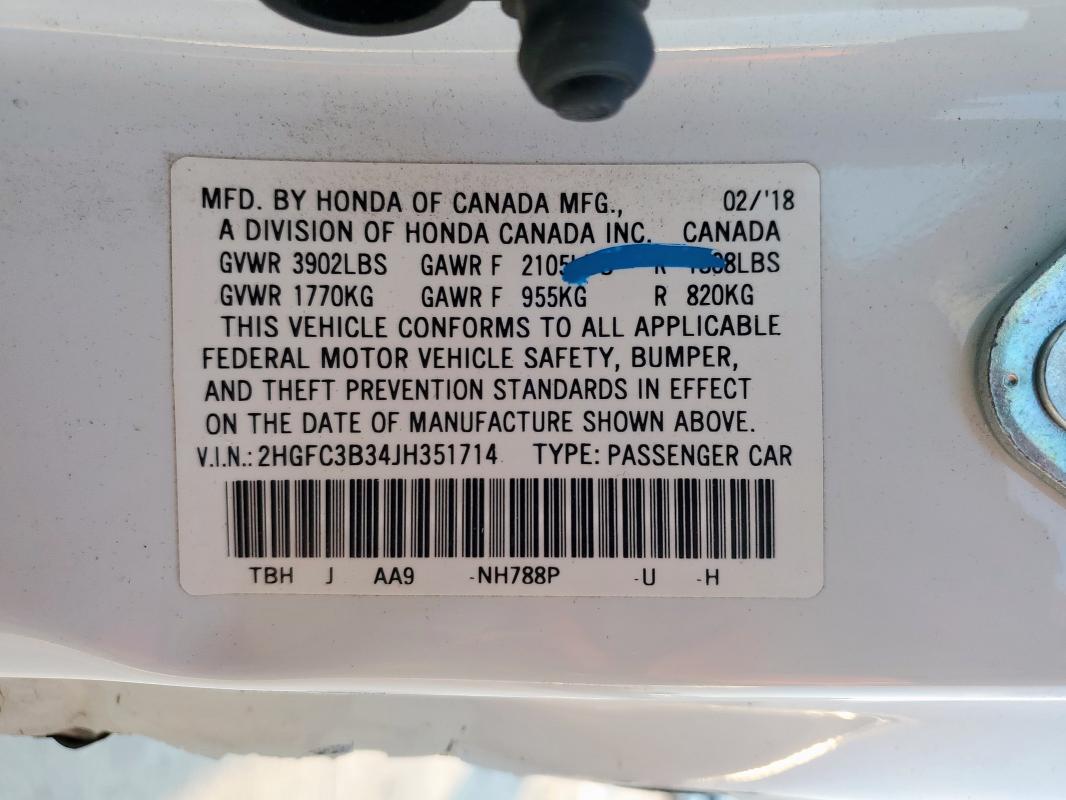 MFD. BY HONDA OF CANADA MFG., 02/'18
A DIVISION OF HONDA CANADA INC. CANADA
GVWR 3902LBS GAWR F R
GVWR 1770KG GAWR F 955KG R 820KG
THIS VEHICLE CONFORMS TO ALL APPLICABLE
FEDERAL MOTOR VEHICLE SAFETY, BUMPER,
AND THEFT PREVENTION STANDARDS IN EFFECT
ON THE DATE OF MANUFACTURE SHOWN ABOVE.
V.I.N.: 2HGFC3B34JH351714 TYPE: PASSENGER CAR
TBH J AA9 -NH788P -U -H